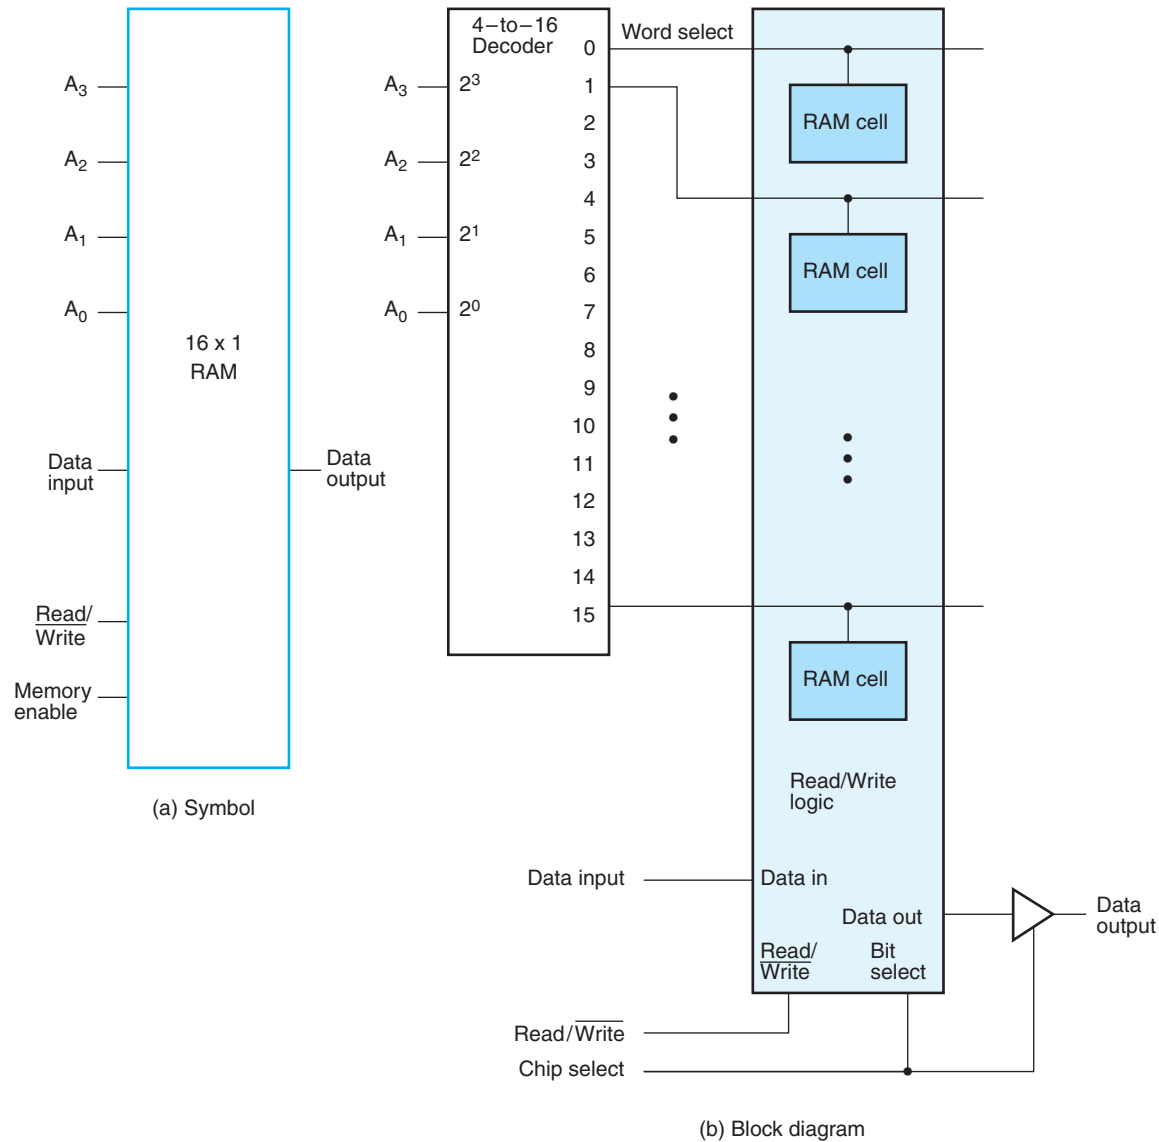 A3
A2
A1
A0
16 x 1
RAM
Data
input
Data
output
Read/
Write
Memory
enable
(a) Symbol
4–to–16
Decoder
A3
A2
A1
A0
2³
2²
2¹
2⁰
0
1
2
3
4
5
6
7
8
9
10
11
12
13
14
15
Word select
RAM cell
RAM cell
RAM cell
Read/Write
logic
Data input
Data in
Data out
Data
output
Read/
Write
Bit
select
Read/Write
Chip select
(b) Block diagram